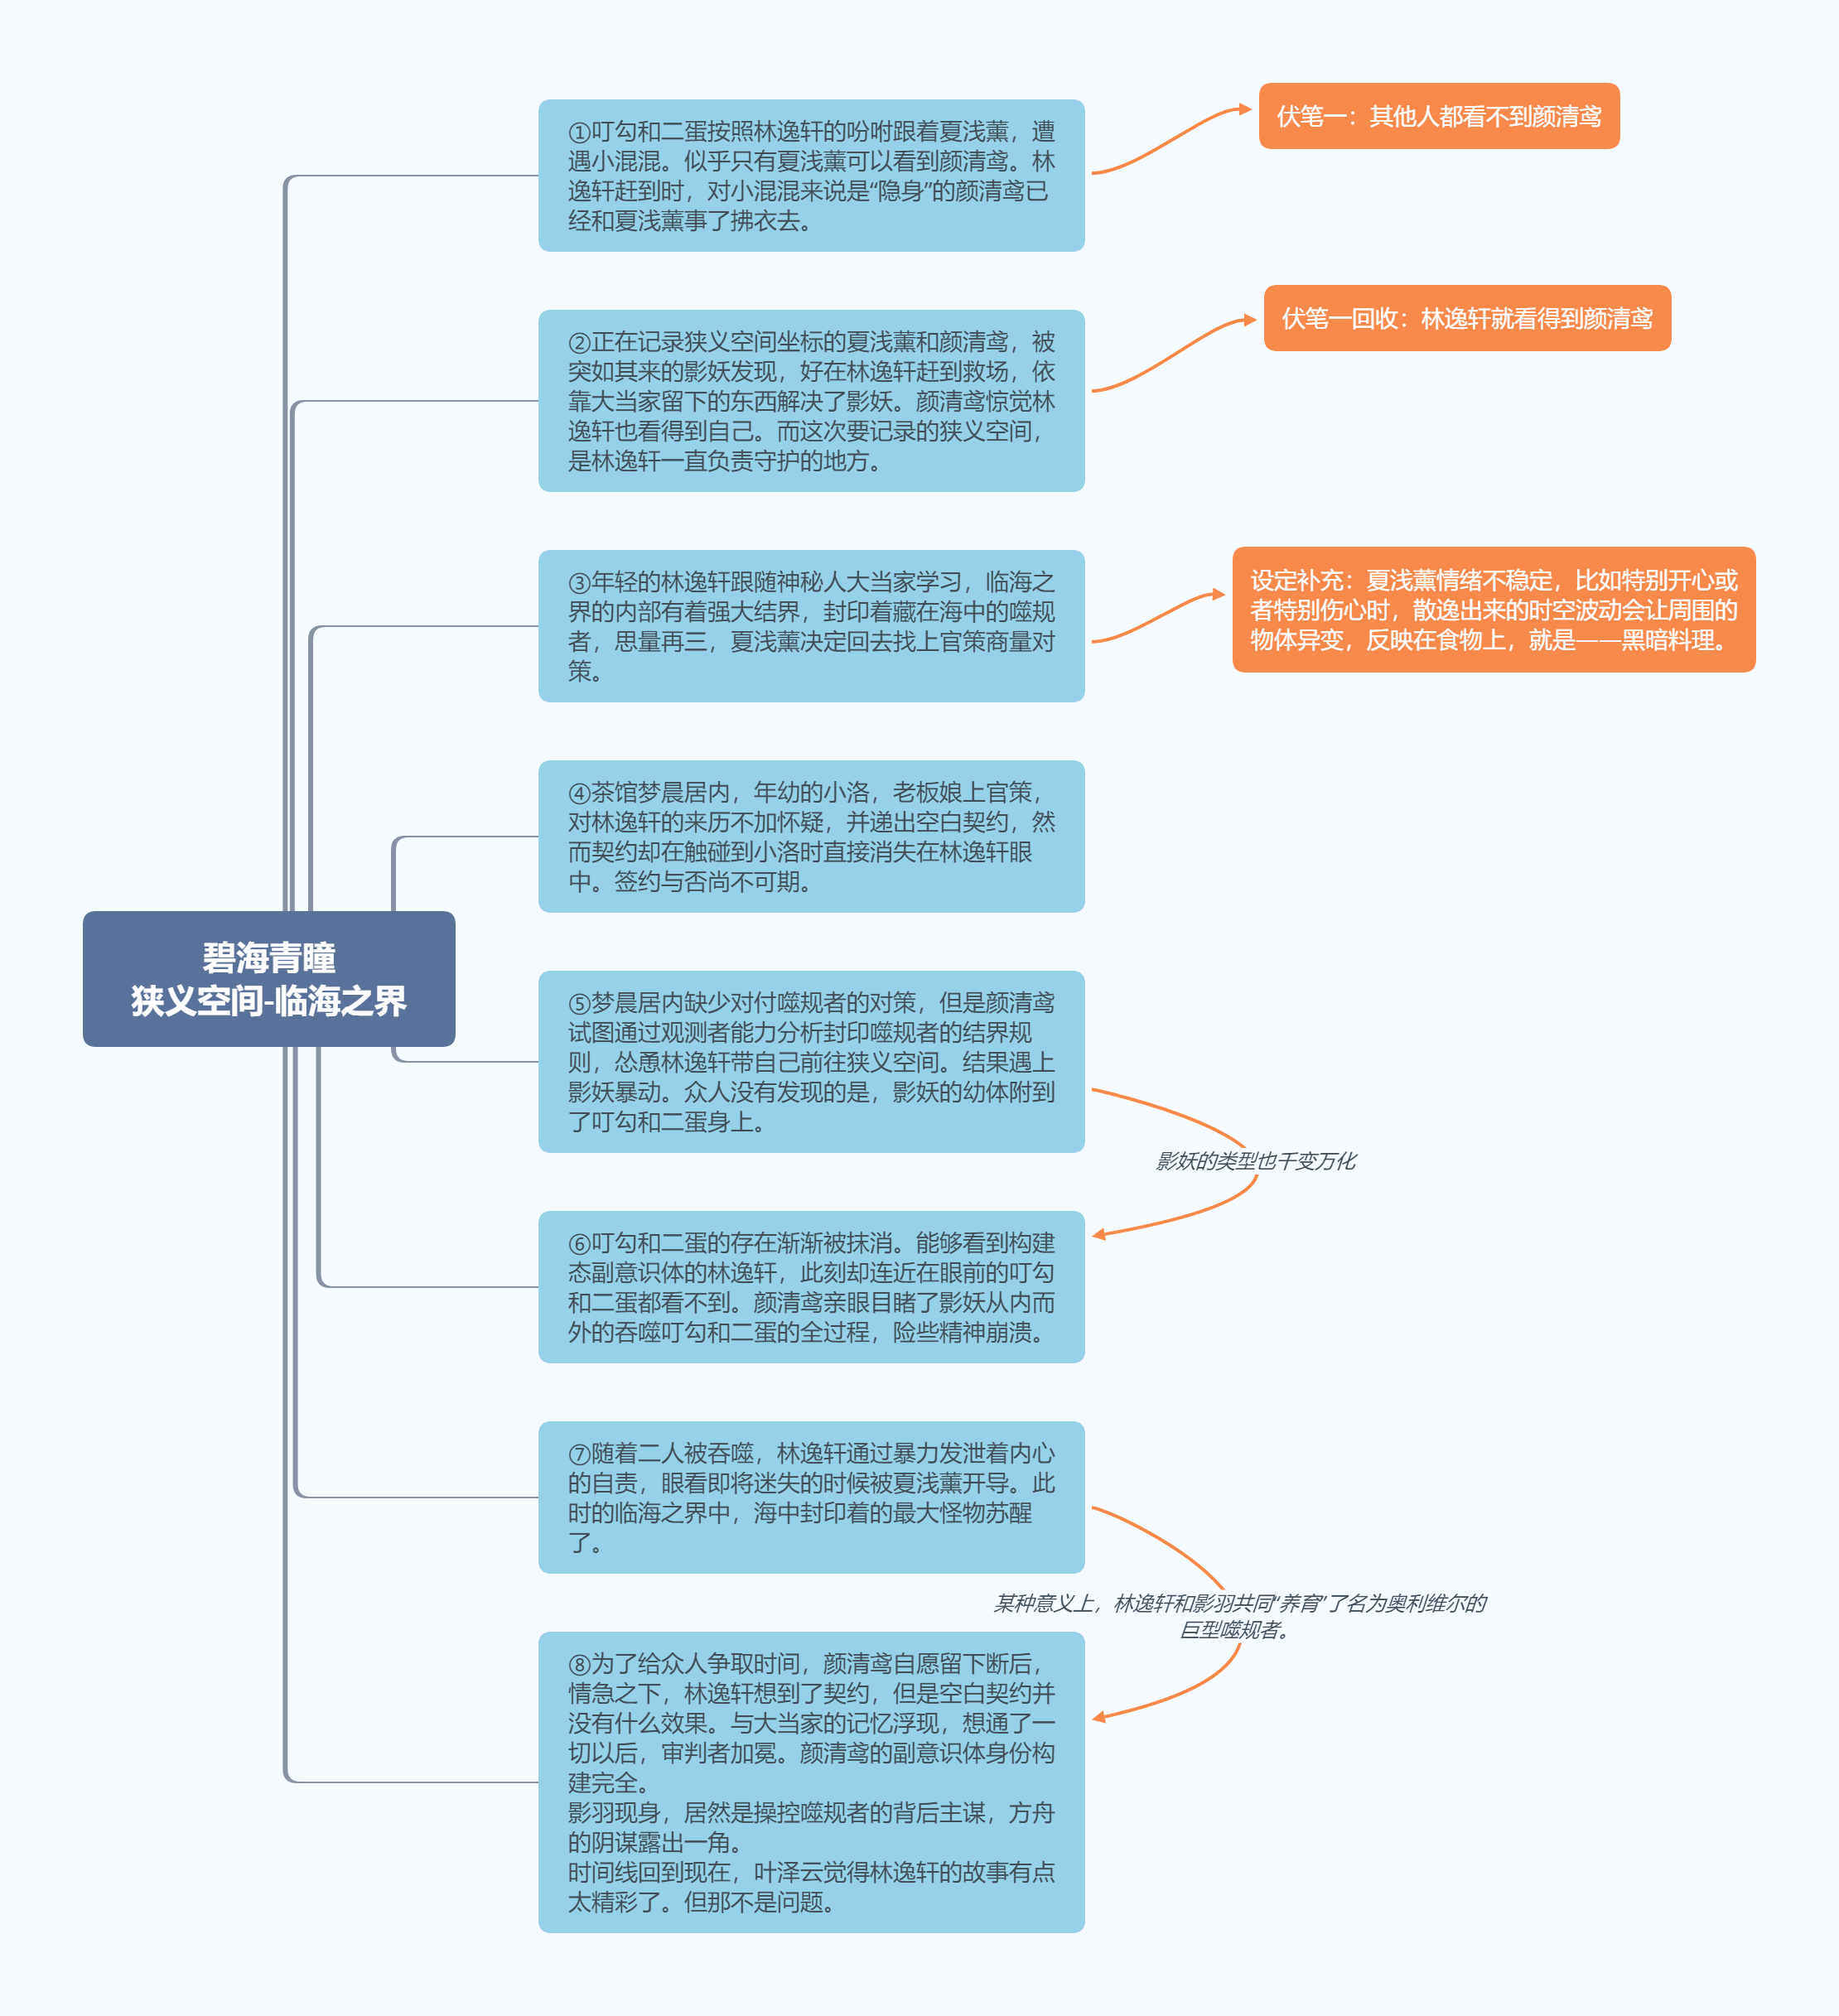 ①叮勾和二蛋按照林逸轩的吩咐跟着夏浅薰，遭
遇小混混。似乎只有夏浅薰可以看到颜清鸢。林
逸轩赶到时，对小混混来说是“隐身”的颜清鸢已
经和夏浅薰事了拂衣去。
伏笔一：其他人都看不到颜清鸢
②正在记录狭义空间坐标的夏浅薰和颜清鸢，被
突如其来的影妖发现，好在林逸轩赶到救场，依
靠大当家留下的东西解决了影妖。颜清鸢惊觉林
逸轩也看得到自己。而这次要记录的狭义空间，
是林逸轩一直负责守护的地方。
伏笔一回收：林逸轩就看得到颜清鸢
③年轻的林逸轩跟随神秘人大当家学习，临海之
界的内部有着强大结界，封印着藏在海中的噬规
者，思量再三，夏浅薰决定回去找上官策商量对
策。
设定补充：夏浅薰情绪不稳定，比如特别开心或
者特别伤心时，散逸出来的时空波动会让周围的
物体异变，反映在食物上，就是——黑暗料理。
④茶馆梦晨居内，年幼的小洛，老板娘上官策，
对林逸轩的来历不加怀疑，并递出空白契约，然
而契约却在触碰到小洛时直接消失在林逸轩眼
中。签约与否尚不可期。
碧海青瞳
狭义空间-临海之界
⑤梦晨居内缺少对付噬规者的对策，但是颜清鸢
试图通过观测者能力分析封印噬规者的结界规
则，怂恿林逸轩带自己前往狭义空间。结果遇上
影妖暴动。众人没有发现的是，影妖的幼体附到
了叮勾和二蛋身上。
影妖的类型也千变万化
⑥叮勾和二蛋的存在渐渐被抹消。能够看到构建
态副意识体的林逸轩，此刻却连近在眼前的叮勾
和二蛋都看不到。颜清鸢亲眼目睹了影妖从内而
外的吞噬叮勾和二蛋的全过程，险些精神崩溃。
⑦随着二人被吞噬，林逸轩通过暴力发泄着内心
的自责，眼看即将迷失的时候被夏浅薰开导。此
时的临海之界中，海中封印着的最大怪物苏醒
了。
某种意义上，林逸轩和影羽共同“养育”了名为奥利维尔的
巨型噬规者。
⑧为了给众人争取时间，颜清鸢自愿留下断后，
情急之下，林逸轩想到了契约，但是空白契约并
没有什么效果。与大当家的记忆浮现，想通了一
切以后，审判者加冕。颜清鸢的副意识体身份构
建完全。
影羽现身，居然是操控噬规者的背后主谋，方舟
的阴谋露出一角。
时间线回到现在，叶泽云觉得林逸轩的故事有点
太精彩了。但那不是问题。